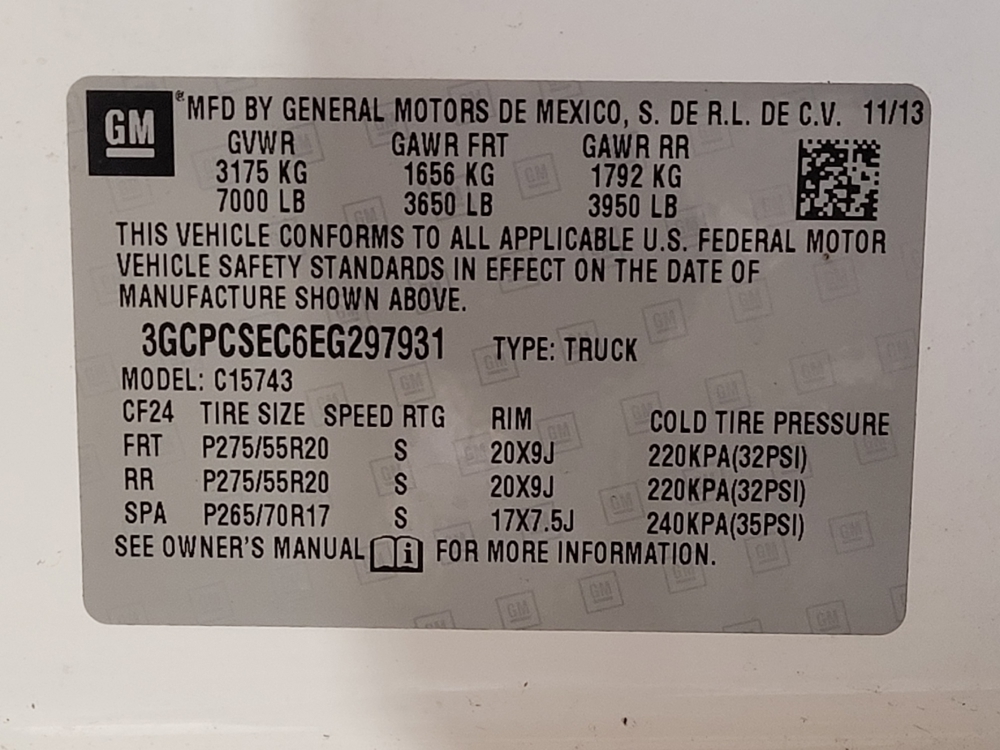 GM ® MFD BY GENERAL MOTORS DE MEXICO, S. DE R.L. DE C.V. 11/13
GVWR GAWR FRT GAWR RR
3175 KG 1656 KG 1792 KG
7000 LB 3650 LB 3950 LB
THIS VEHICLE CONFORMS TO ALL APPLICABLE U.S. FEDERAL MOTOR
VEHICLE SAFETY STANDARDS IN EFFECT ON THE DATE OF
MANUFACTURE SHOWN ABOVE.
3GCPCSEC6EG297931 TYPE: TRUCK
MODEL: C15743
CF24 TIRE SIZE SPEED RTG RIM COLD TIRE PRESSURE
FRT P275/55R20 S 20X9J 220KPA(32PSI)
RR P275/55R20 S 20X9J 220KPA(32PSI)
SPA P265/70R17 S 17X7.5J 240KPA(35PSI)
SEE OWNER'S MANUAL i FOR MORE INFORMATION.